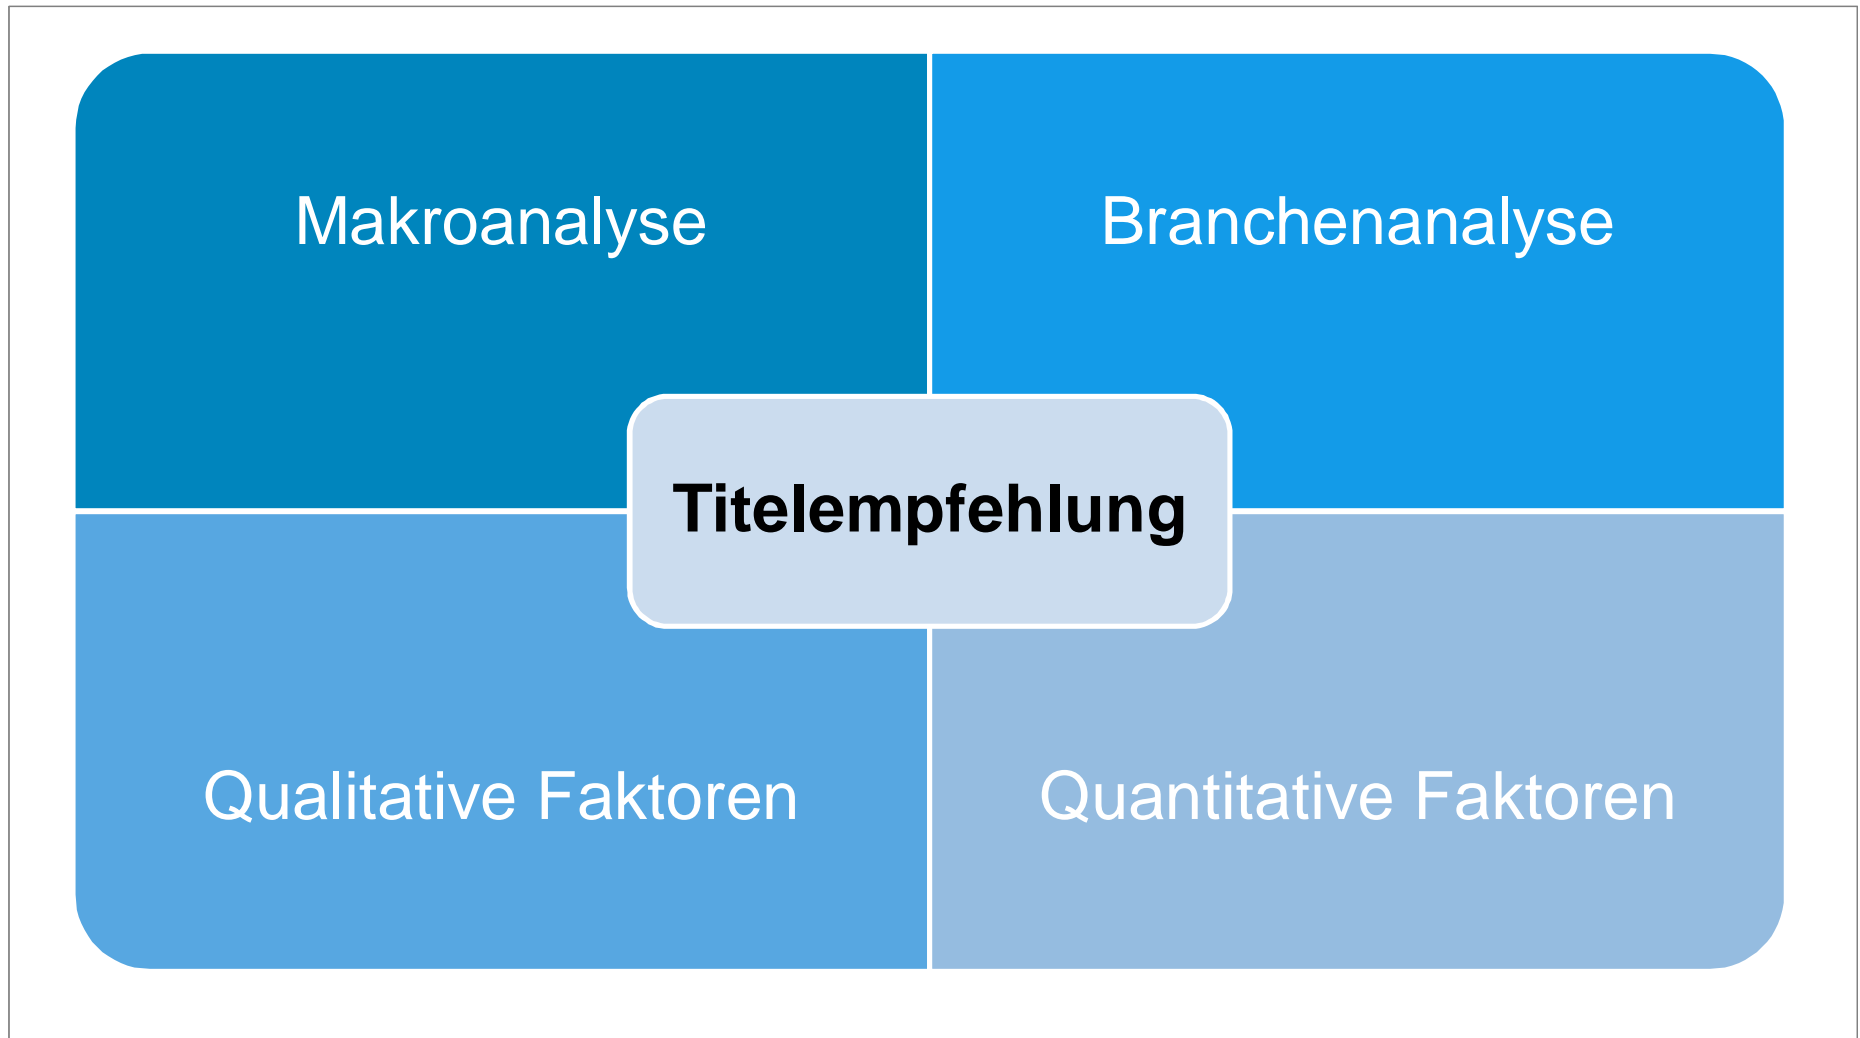 Makroanalyse
Branchenanalyse
Titelempfehlung
Qualitative Faktoren
Quantitative Faktoren